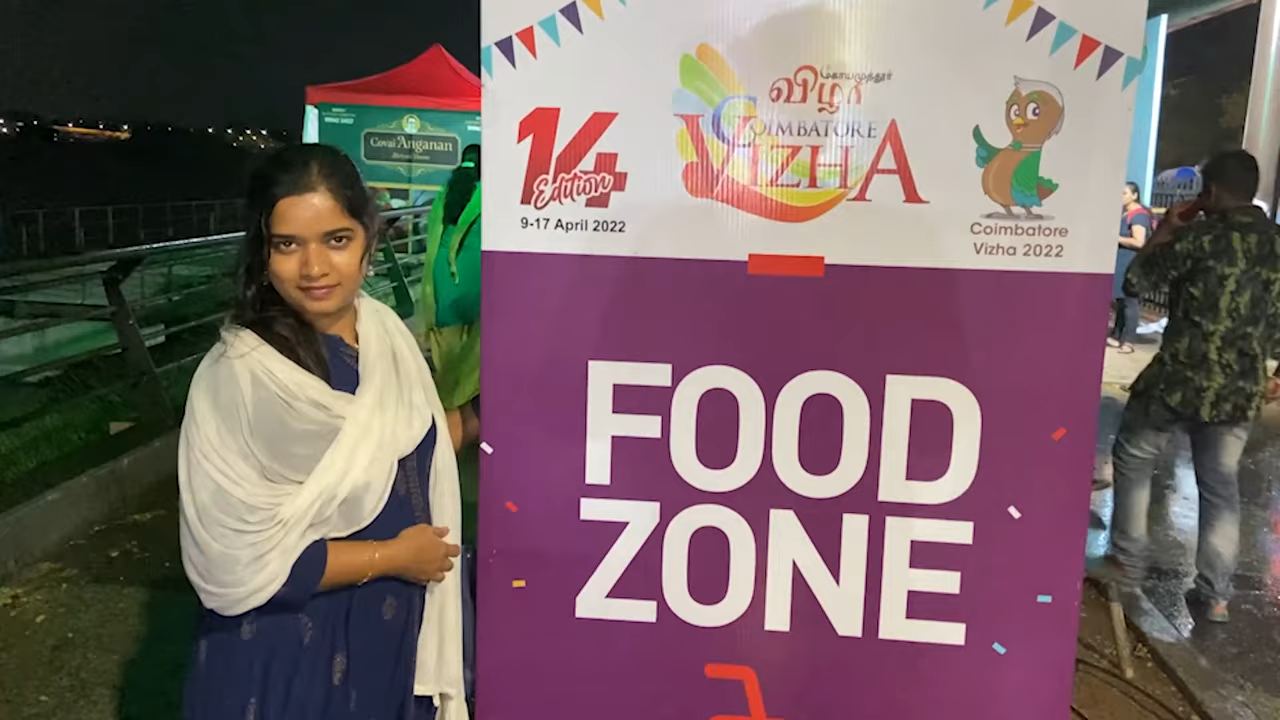 Covai Anganan
கோயமுத்தூர்
விழா
COIMBATORE
VIZHA
14
Edition
9-17 April 2022
Coimbatore
Vizha 2022
FOOD
ZONE